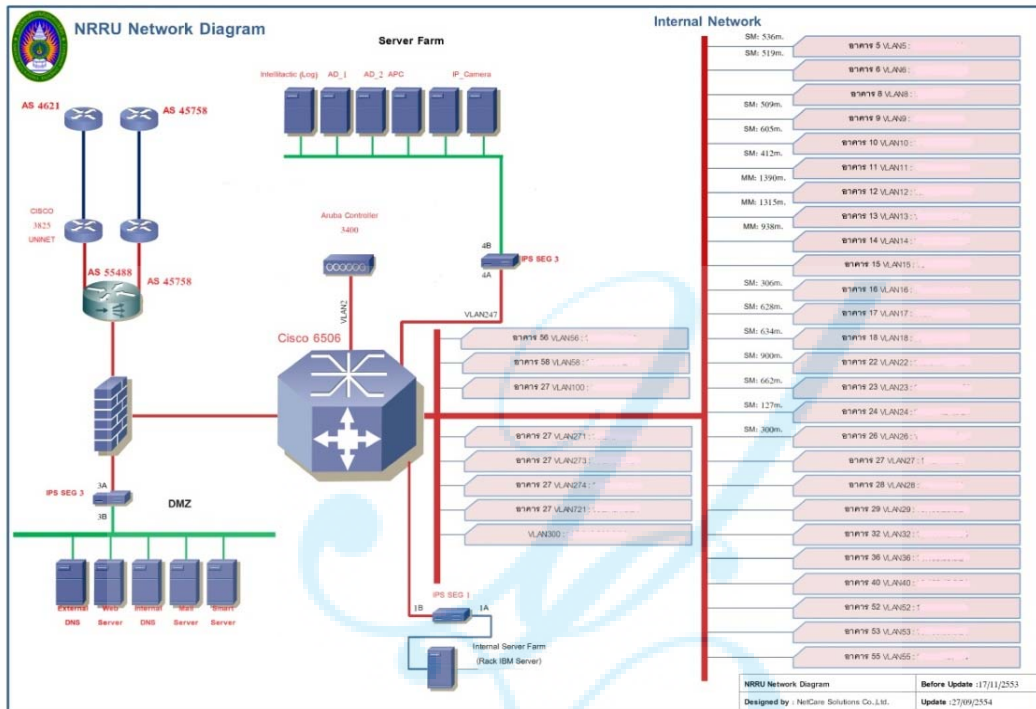 NRRU Network Diagram
Internal Network
Server Farm
Intellitactic (Log) AD_1 AD_2 APC IP_Camera
AS 4621
AS 45758
CISCO
3825
UNINET
AS 55488
AS 45758
Aruba Controller
3400
VLAN2
4B
IPS SEG 3
4A
VLAN247
Cisco 6506
3A
IPS SEG 3
3B
DMZ
External
DNS
Web
Server
Internal
DNS
Mail
Server
Smart
Server
อาคาร 56 VLAN56 :
อาคาร 58 VLAN58 :
อาคาร 27 VLAN100 :
อาคาร 27 VLAN271 :
อาคาร 27 VLAN273 :
อาคาร 27 VLAN274 :
อาคาร 27 VLAN721 :
VLAN300 :
IPS SEG 1
1B
1A
Internal Server Farm
(Rack IBM Server)
SM: 536m.
SM: 519m.
SM: 509m.
SM: 605m.
SM: 412m.
MM: 1390m.
MM: 1315m.
MM: 938m.
SM: 306m.
SM: 628m.
SM: 634m.
SM: 900m.
SM: 662m.
SM: 127m.
SM: 300m.
อาคาร 5 VLAN5 :
อาคาร 6 VLAN6 :
อาคาร 8 VLAN8 :
อาคาร 9 VLAN9 :
อาคาร 10 VLAN10 :
อาคาร 11 VLAN11 :
อาคาร 12 VLAN12 :
อาคาร 13 VLAN13 :
อาคาร 14 VLAN14 :
อาคาร 15 VLAN15 :
อาคาร 16 VLAN16 :
อาคาร 17 VLAN17 :
อาคาร 18 VLAN18 :
อาคาร 22 VLAN22 :
อาคาร 23 VLAN23 :
อาคาร 24 VLAN24 :
อาคาร 26 VLAN26 :
อาคาร 27 VLAN27 :
อาคาร 28 VLAN28 :
อาคาร 29 VLAN29 :
อาคาร 32 VLAN32 :
อาคาร 36 VLAN36 :
อาคาร 40 VLAN40 :
อาคาร 52 VLAN52 :
อาคาร 53 VLAN53 :
อาคาร 55 VLAN55 :
NRRU Network Diagram Before Update :17/11/2553
Designed by : NetCare Solutions Co.,Ltd. Update :27/09/2554